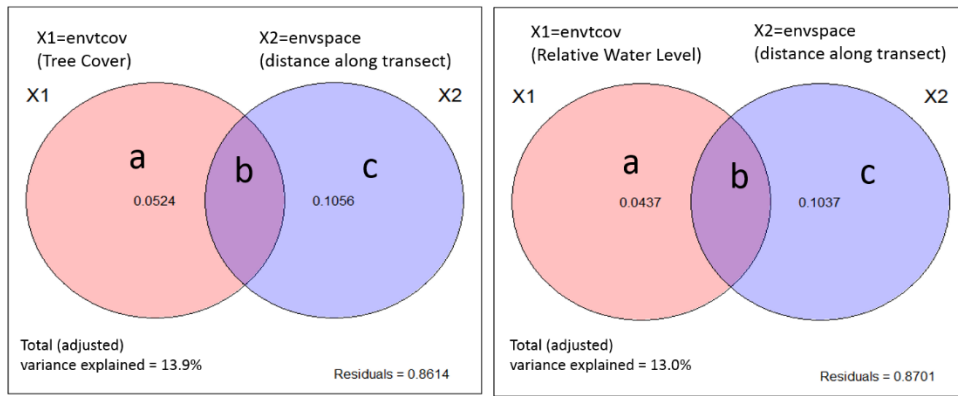 X1=envtcov
(Tree Cover)
X2=envspace
(distance along transect)
X1
X2
a
b
c
0.0524
0.1056
Total (adjusted)
variance explained = 13.9%
Residuals = 0.8614
X1=envtcov
(Relative Water Level)
X2=envspace
(distance along transect)
X1
X2
a
b
c
0.0437
0.1037
Total (adjusted)
variance explained = 13.0%
Residuals = 0.8701